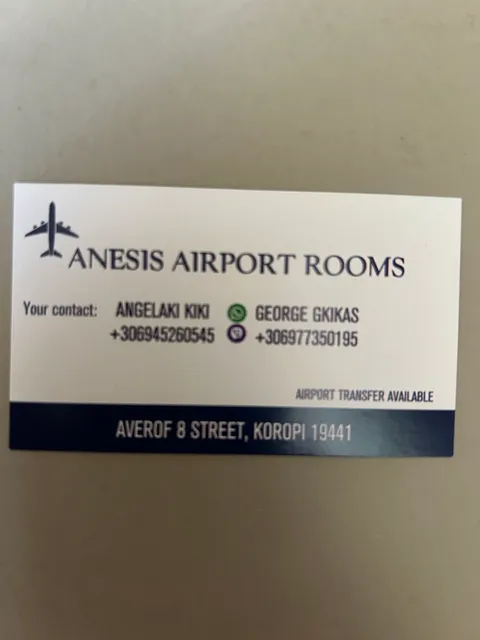 ANESIS AIRPORT ROOMS
Your contact: ANGELAKI KIKI GEORGE GKIKAS
+306945260545 +306977350195
AIRPORT TRANSFER AVAILABLE
AVEROF 8 STREET, KOROPI 19441